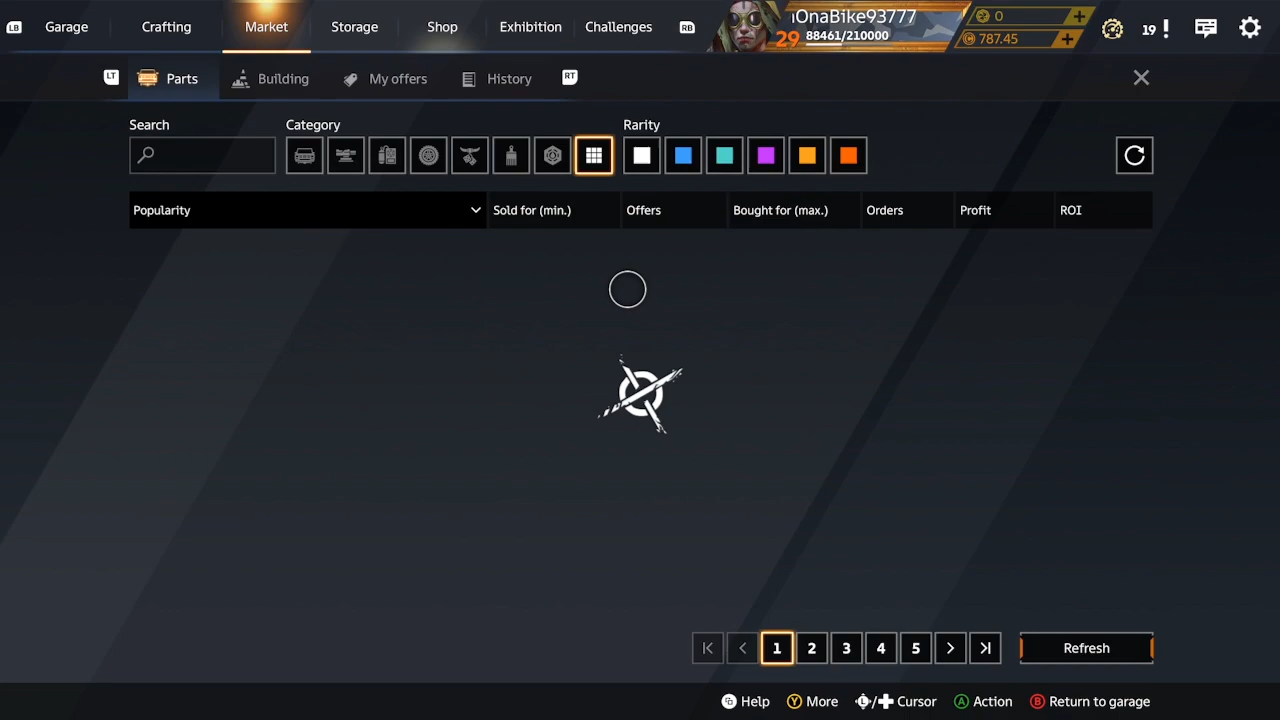 LB Garage Crafting Market Storage Shop Exhibition Challenges RB
iOnaBike93777
29 88461/210000
0
787.45
19
LT Parts Building My offers History RT
Search Category Rarity
Popularity Sold for (min.) Offers Bought for (max.) Orders Profit ROI
1 2 3 4 5 Refresh
Help Y More L Cursor A Action B Return to garage